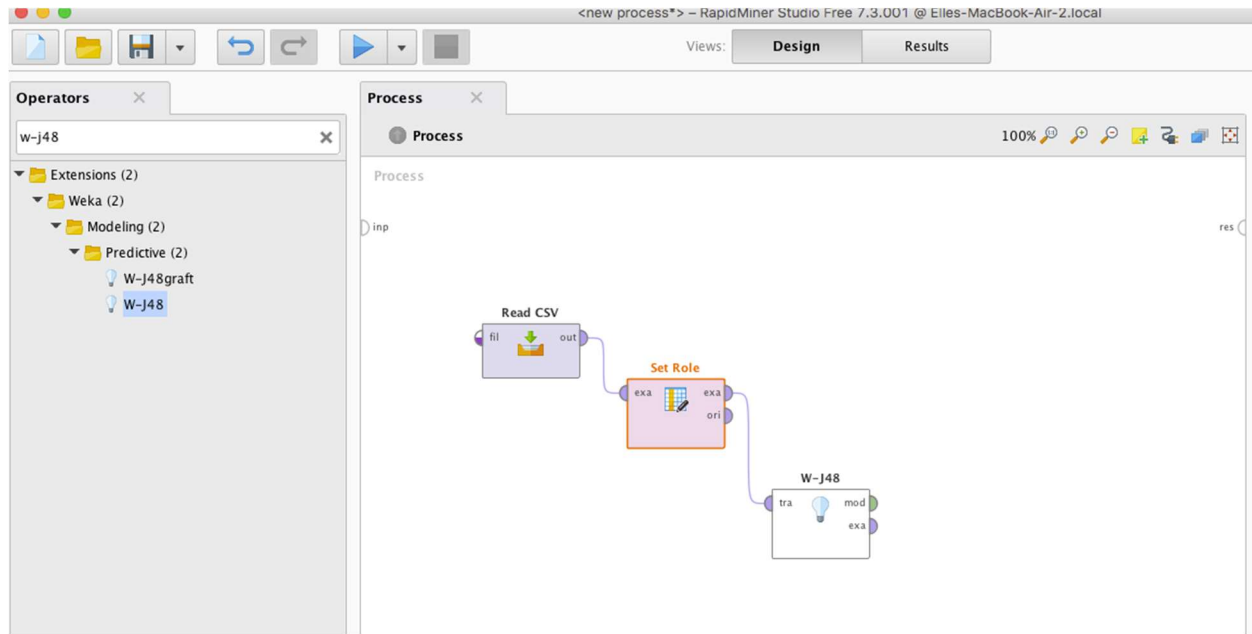 <new process*> – RapidMiner Studio Free 7.3.001 @ Elles-MacBook-Air-2.local
Views: Design Results
Operators
Process
w-j48
Process
100%
Extensions (2)
Weka (2)
Modeling (2)
Predictive (2)
W-J48graft
W-J48
Process
inp
res
Read CSV
fil out
Set Role
exa exa
ori
W-J48
tra mod
exa